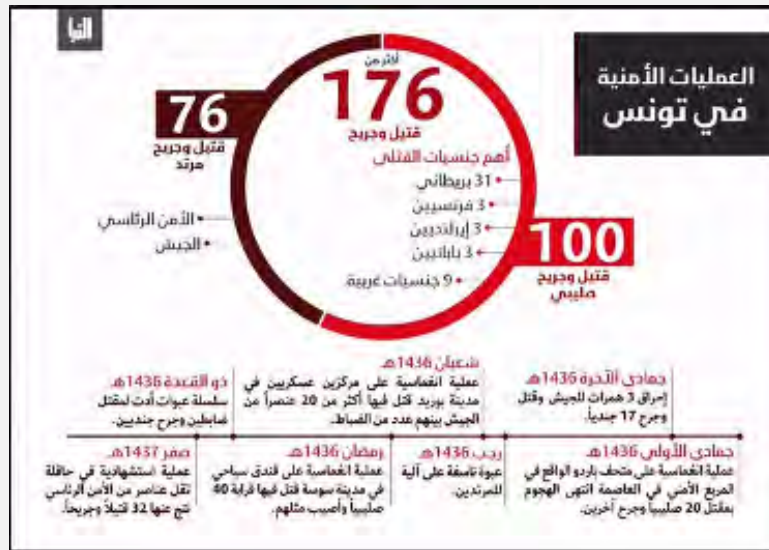 النبأ
العمليات الأمنية
في تونس
أكثر من
176
قتيل وجريح
أهم جنسيات القتلى
31 بريطاني
3 فرنسيين
3 إيرلنديين
3 يابانيين
9 جنسيات غربية
76
قتيل وجريح
مرتد
الأمن الرئاسي
الجيش
100
قتيل وجريح
صليبي
جمادى الآخرة 1436هـ
إحراق 3 همرات للجيش وقتل
وجرح 17 جندياً.
شعبان 1436هـ
عملية انغماسية على مركزين عسكريين في
مدينة بوزيد قتل فيها أكثر من 20 عنصراً من
الجيش بينهم عدد من الضباط.
ذو القعدة 1436هـ
سلسلة عبوات أدت لمقتل
ضابطين وجرح جنديين.
جمادى الأولى 1436هـ
عملية انغماسية على متحف باردو الواقع في
المربع الأمني في العاصمة انتهى الهجوم
بمقتل 20 صليبياً وجرح آخرين.
رجب 1436هـ
عبوة ناسفة على آلية
للمرتدين.
رمضان 1436هـ
عملية انغماسية على فندق سياحي
في مدينة سوسة قتل فيها قرابة 40
صليبياً وأصيب مثلهم.
صفر 1437هـ
عملية استشهادية في حافلة
تقل عناصر من الأمن الرئاسي
نتج عنها 32 قتيلاً وجريحاً.